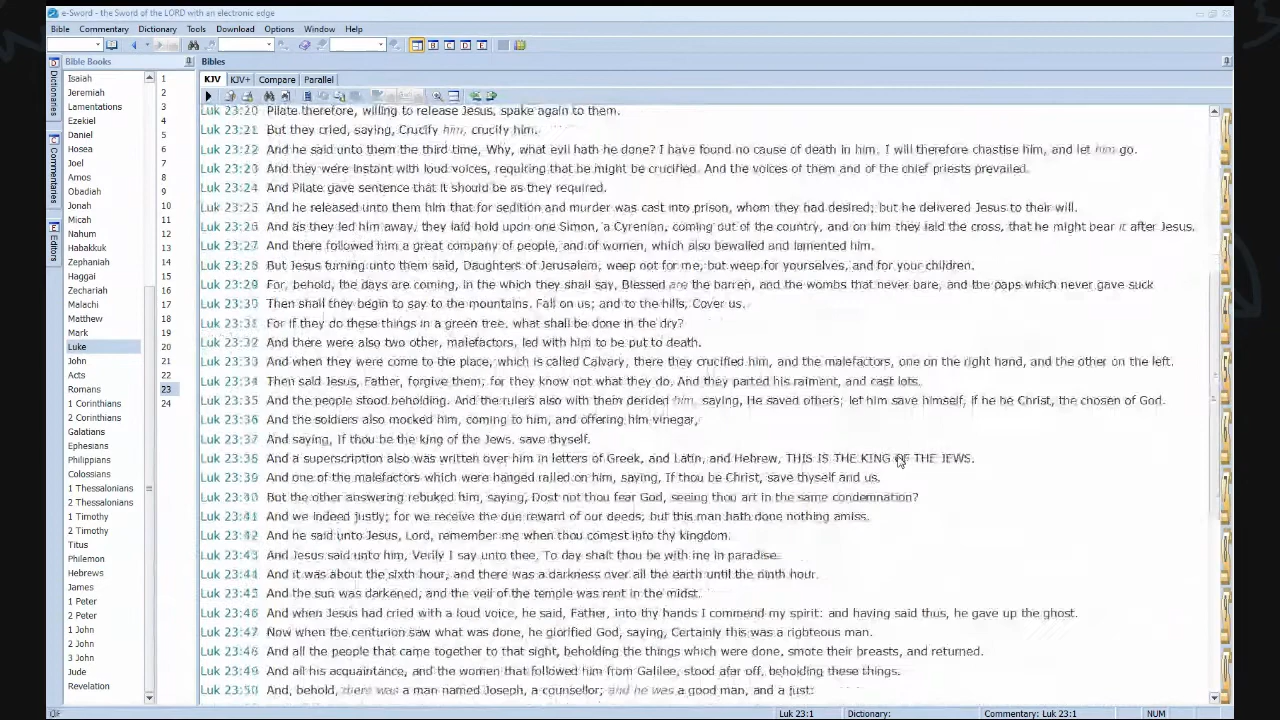 e-Sword - the Sword of the LORD with an electronic edge
Bible Commentary Dictionary Tools Download Options Window Help
B C D E
Bible Books
Bibles
KJV KJV+ Compare Parallel
Dictionaries
Commentaries
Editors
Isaiah
Jeremiah
Lamentations
Ezekiel
Daniel
Hosea
Joel
Amos
Obadiah
Jonah
Micah
Nahum
Habakkuk
Zephaniah
Haggai
Zechariah
Malachi
Matthew
Mark
Luke
John
Acts
Romans
1 Corinthians
2 Corinthians
Galatians
Ephesians
Philippians
Colossians
1 Thessalonians
2 Thessalonians
1 Timothy
2 Timothy
Titus
Philemon
Hebrews
James
1 Peter
2 Peter
1 John
2 John
3 John
Jude
Revelation
1
2
3
4
5
6
7
8
9
10
11
12
13
14
15
16
17
18
19
20
21
22
23
24
Luk 23:20 Pilate therefore, willing to release Jesus, spake again to them.
Luk 23:21 But they cried, saying, Crucify him, crucify him.
Luk 23:22 And he said unto them the third time, Why, what evil hath he done? I have found no cause of death in him. I will therefore chastise him, and let him go.
Luk 23:23 And they were instant with loud voices, requiring that he might be crucified. And the voices of them and of the chief priests prevailed.
Luk 23:24 And Pilate gave sentence that it should be as they required.
Luk 23:25 And he released unto them him that for sedition and murder was cast into prison, whom they had desired; but he delivered Jesus to their will.
Luk 23:26 And as they led him away, they laid hold upon one Simon, a Cyrenian, coming out of the country, and on him they laid the cross, that he might bear it after Jesus.
Luk 23:27 And there followed him a great company of people, and of women, which also bewailed and lamented him.
Luk 23:28 But Jesus turning unto them said, Daughters of Jerusalem, weep not for me, but weep for yourselves, and for your children.
Luk 23:29 For, behold, the days are coming, in the which they shall say, Blessed are the barren, and the wombs that never bare, and the paps which never gave suck
Luk 23:30 Then shall they begin to say to the mountains, Fall on us; and to the hills, Cover us.
Luk 23:31 For if they do these things in a green tree, what shall be done in the dry?
Luk 23:32 And there were also two other, malefactors, led with him to be put to death.
Luk 23:33 And when they were come to the place, which is called Calvary, there they crucified him, and the malefactors, one on the right hand, and the other on the left.
Luk 23:34 Then said Jesus, Father, forgive them; for they know not what they do. And they parted his raiment, and cast lots.
Luk 23:35 And the people stood beholding. And the rulers also with them derided him, saying, He saved others; let him save himself, if he be Christ, the chosen of God.
Luk 23:36 And the soldiers also mocked him, coming to him, and offering him vinegar,
Luk 23:37 And saying, If thou be the king of the Jews, save thyself.
Luk 23:38 And a superscription also was written over him in letters of Greek, and Latin, and Hebrew, THIS IS THE KING OF THE JEWS.
Luk 23:39 And one of the malefactors which were hanged railed on him, saying, If thou be Christ, save thyself and us.
Luk 23:40 But the other answering rebuked him, saying, Dost not thou fear God, seeing thou art in the same condemnation?
Luk 23:41 And we indeed justly; for we receive the due reward of our deeds: but this man hath done nothing amiss.
Luk 23:42 And he said unto Jesus, Lord, remember me when thou comest into thy kingdom.
Luk 23:43 And Jesus said unto him, Verily I say unto thee, To day shalt thou be with me in paradise.
Luk 23:44 And it was about the sixth hour, and there was a darkness over all the earth until the ninth hour.
Luk 23:45 And the sun was darkened, and the veil of the temple was rent in the midst.
Luk 23:46 And when Jesus had cried with a loud voice, he said, Father, into thy hands I commend my spirit: and having said thus, he gave up the ghost.
Luk 23:47 Now when the centurion saw what was done, he glorified God, saying, Certainly this was a righteous man.
Luk 23:48 And all the people that came together to that sight, beholding the things which were done, smote their breasts, and returned.
Luk 23:49 And all his acquaintance, and the women that followed him from Galilee, stood afar off, beholding these things.
Luk 23:50 And, behold, there was a man named Joseph, a counsellor; and he was a good man, and a just:
Luk 23:1 Dictionary: Commentary: Luk 23:1 NUM